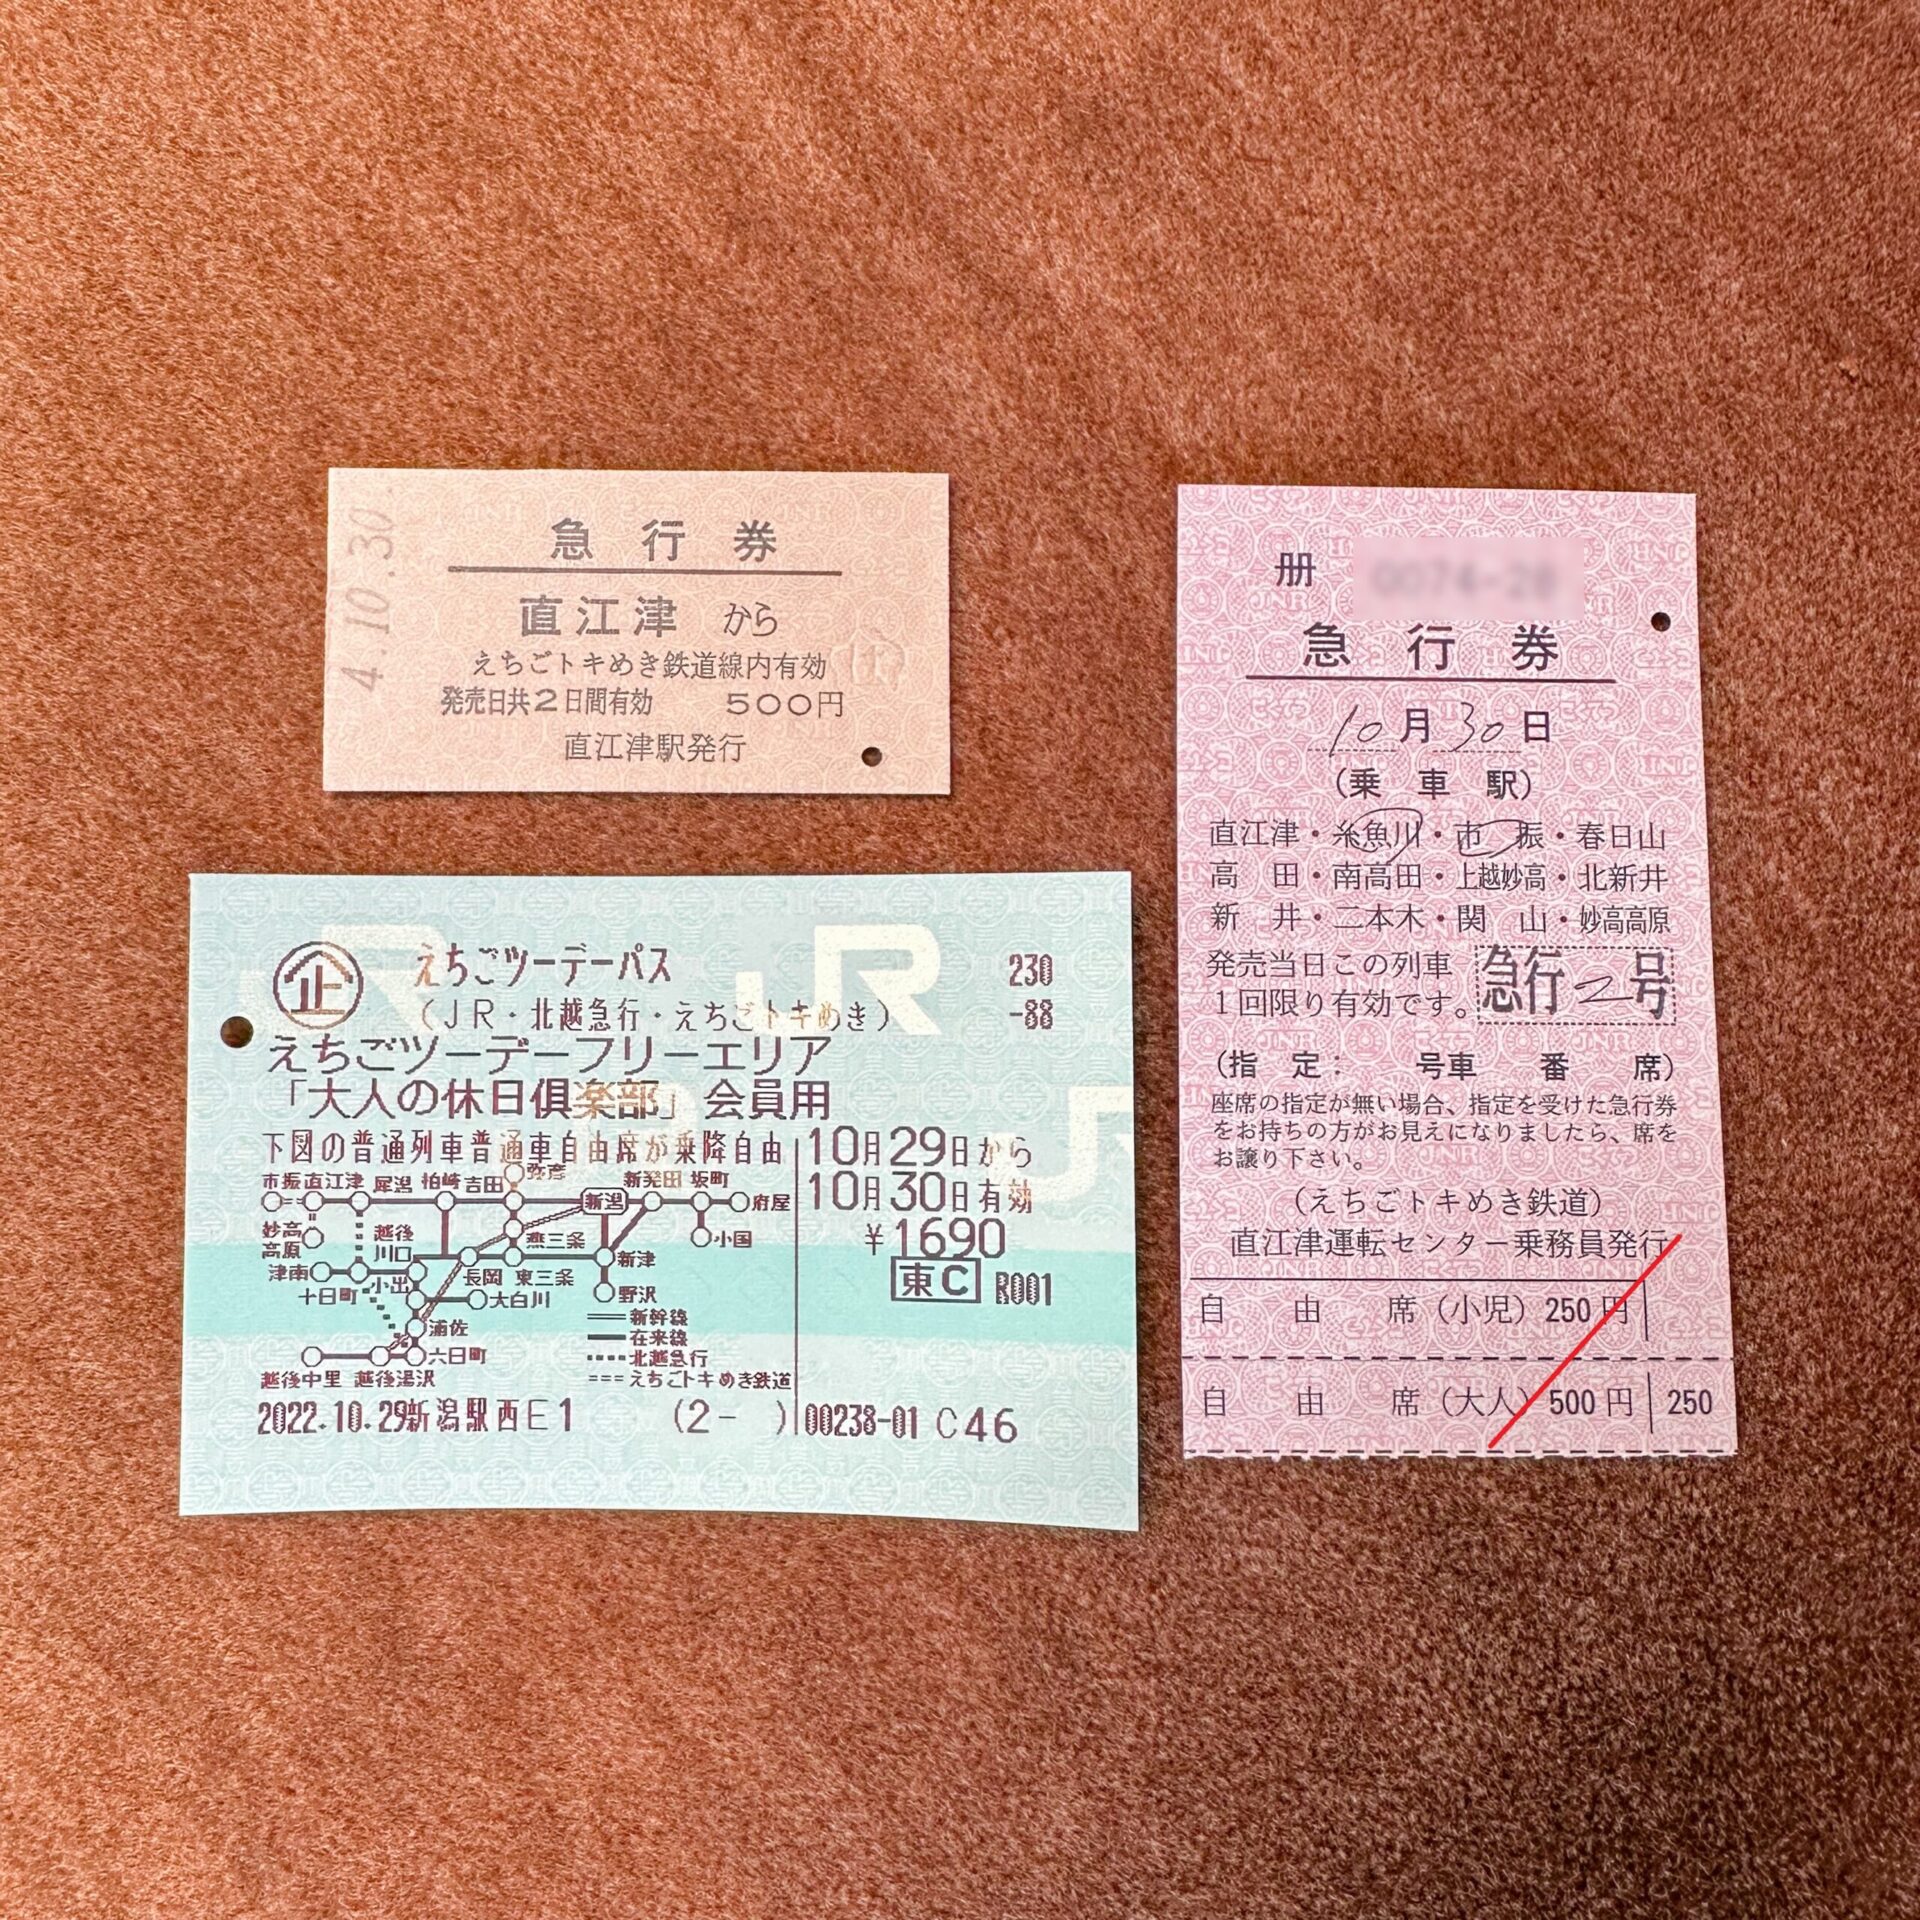 4.10.30.
急行券
直江津 から
えちごトキめき鉄道線内有効
発売日共2日間有効 500円
直江津駅発行
企 えちごツーデーパス 230
(JR・北越急行・えちごトキめき) -88
えちごツーデーフリーエリア
「大人の休日倶楽部」会員用
下図の普通列車普通車自由席が乗降自由
10月29日から
10月30日有効
¥1690
東C R001
弥彦
市振 直江津 犀潟 柏崎 吉田 新潟 新発田 坂町 府屋
妙高高原 越後川口 燕三条 新津 小国
津南 十日町 小出 長岡 東三条 大白川 野沢
浦佐
六日町
越後中里 越後湯沢
新幹線
在来線
北越急行
えちごトキめき鉄道
2022.10.29新潟駅西E1 (2- ) 00238-01 C46
册
急行券
10月30日
(乗車駅)
直江津・糸魚川・市振・春日山
高田・南高田・上越妙高・北新井
新井・二本木・関山・妙高高原
発売当日この列車
1回限り有効です。
急行2号
(指定: 号車 番 席)
座席の指定が無い場合、指定を受けた急行券
をお持ちの方がお見えになりましたら、席を
お譲り下さい。
(えちごトキめき鉄道)
直江津運転センター乗務員発行
自由席(小児)250円
自由席(大人)500円 250